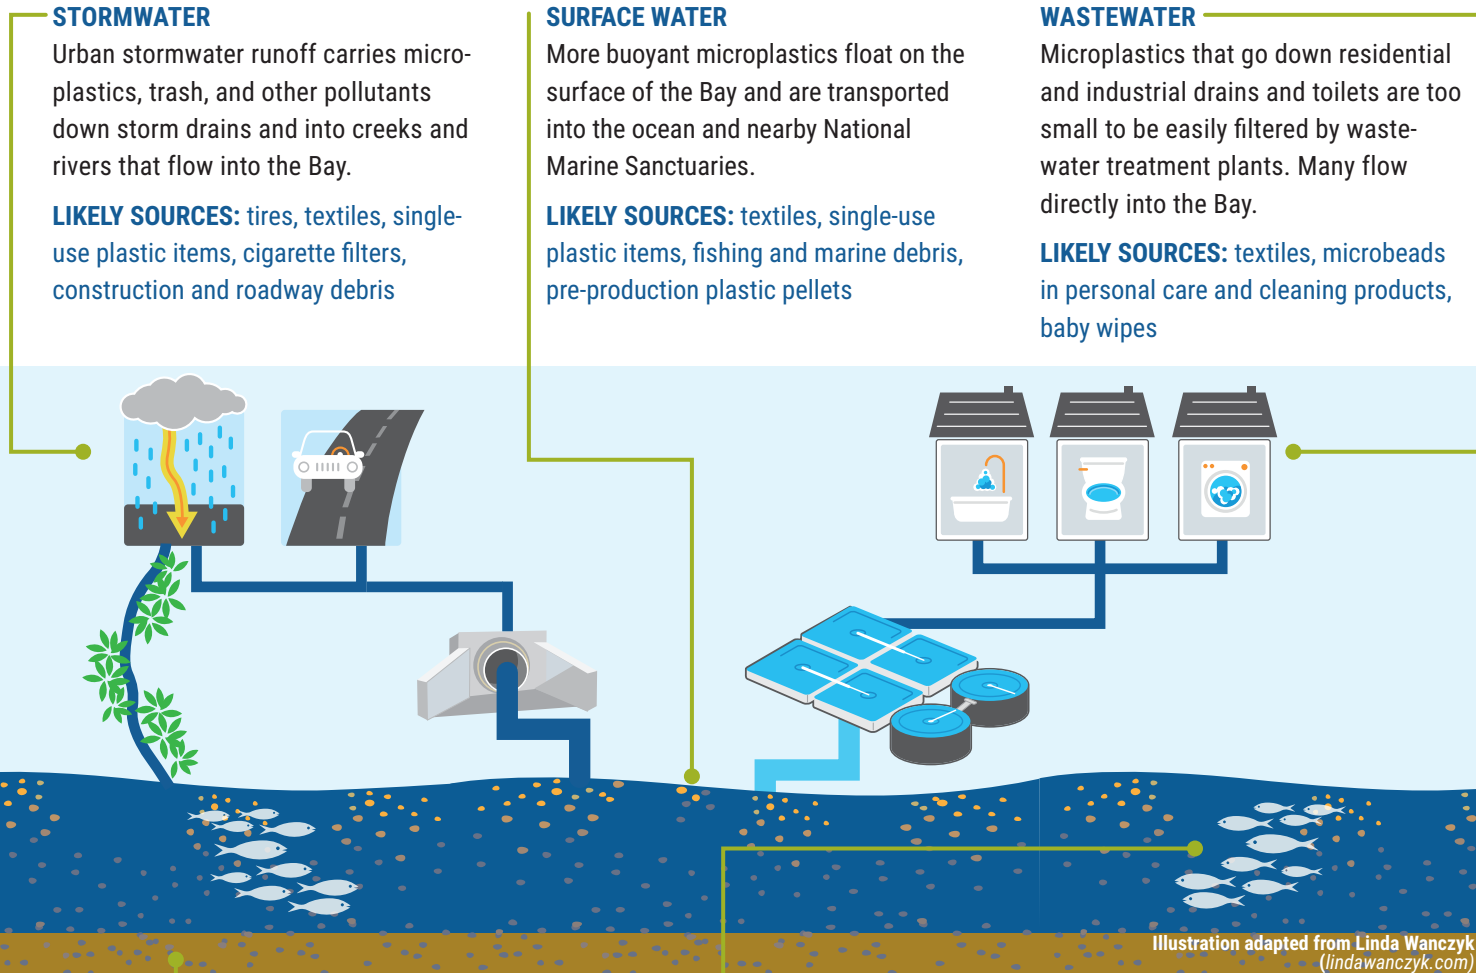 STORMWATER
Urban stormwater runoff carries micro-
plastics, trash, and other pollutants
down storm drains and into creeks and
rivers that flow into the Bay.
LIKELY SOURCES: tires, textiles, single-
use plastic items, cigarette filters,
construction and roadway debris
SURFACE WATER
More buoyant microplastics float on the
surface of the Bay and are transported
into the ocean and nearby National
Marine Sanctuaries.
LIKELY SOURCES: textiles, single-use
plastic items, fishing and marine debris,
pre-production plastic pellets
WASTEWATER
Microplastics that go down residential
and industrial drains and toilets are too
small to be easily filtered by waste-
water treatment plants. Many flow
directly into the Bay.
LIKELY SOURCES: textiles, microbeads
in personal care and cleaning products,
baby wipes
Illustration adapted from Linda Wanczyk
(lindawanczyk.com)